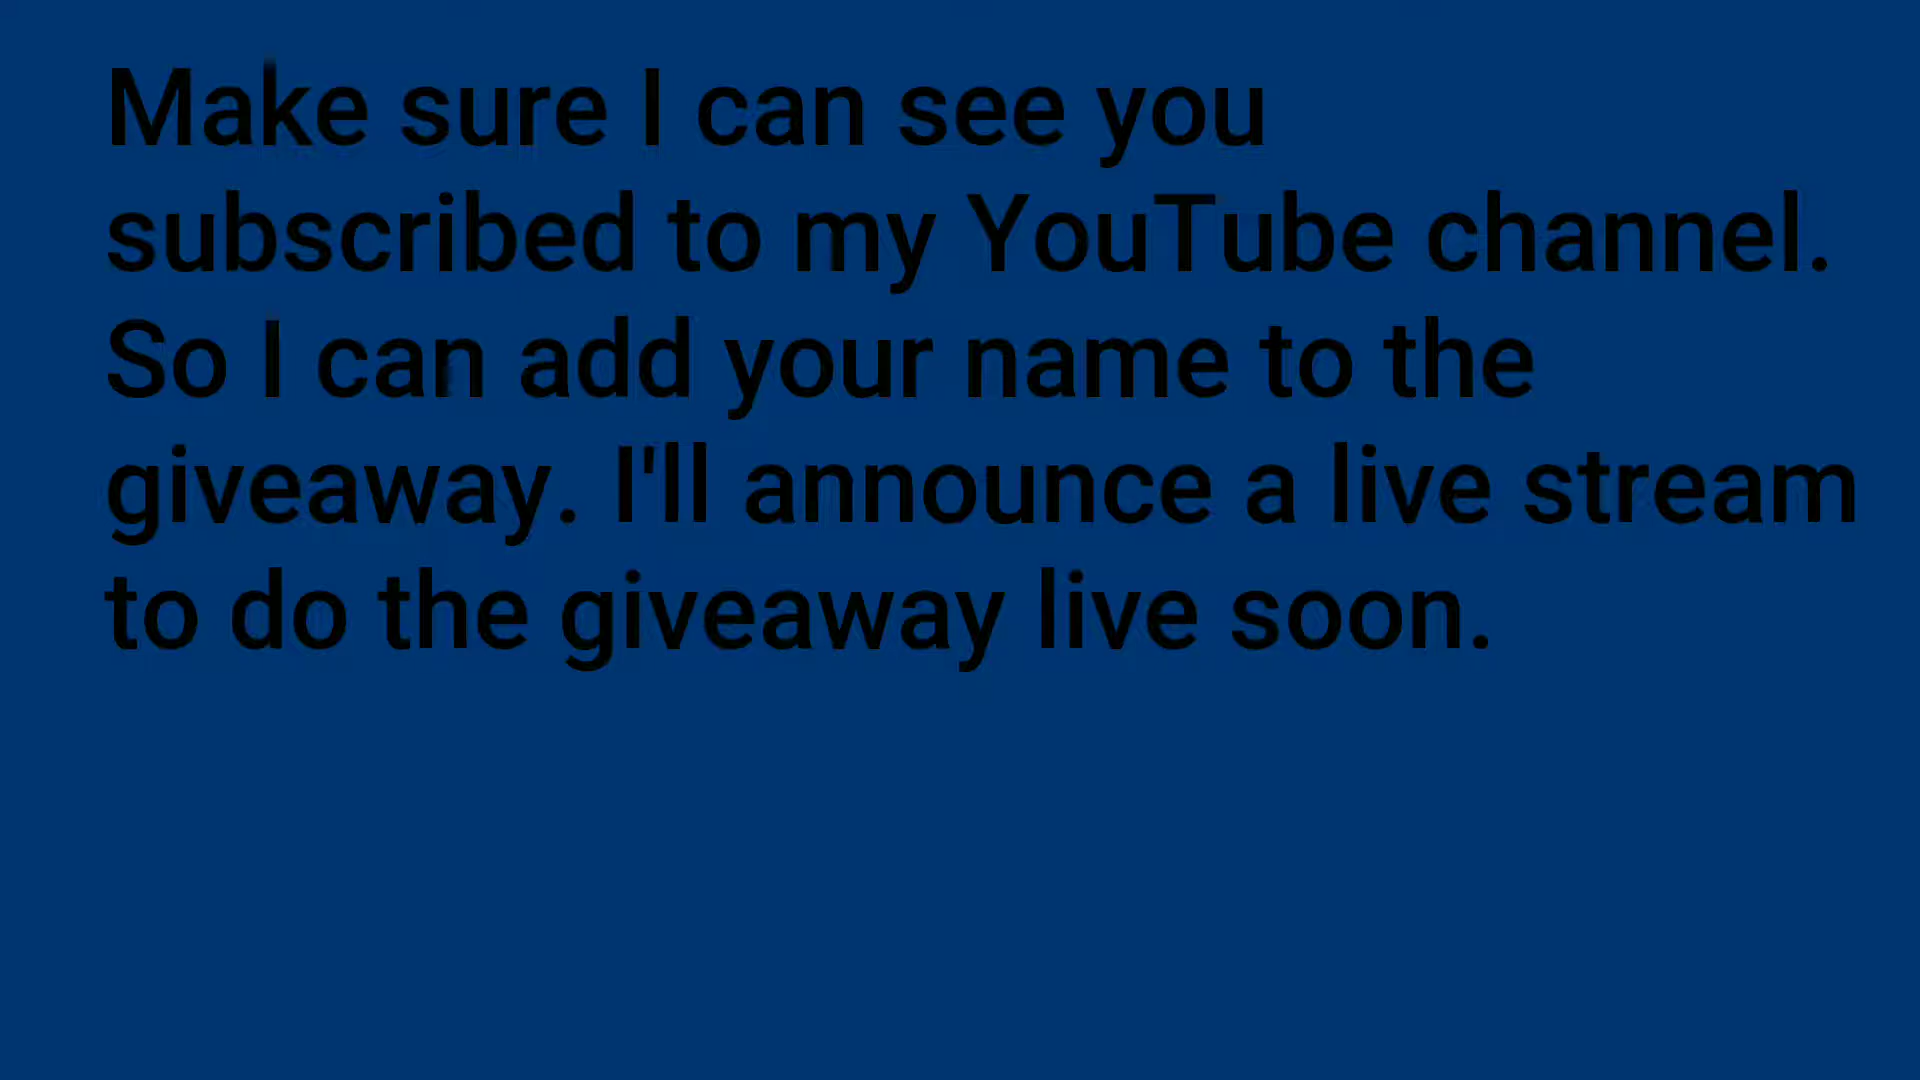 Make sure I can see you
subscribed to my YouTube channel.
So I can add your name to the
giveaway. I'll announce a live stream
to do the giveaway live soon.